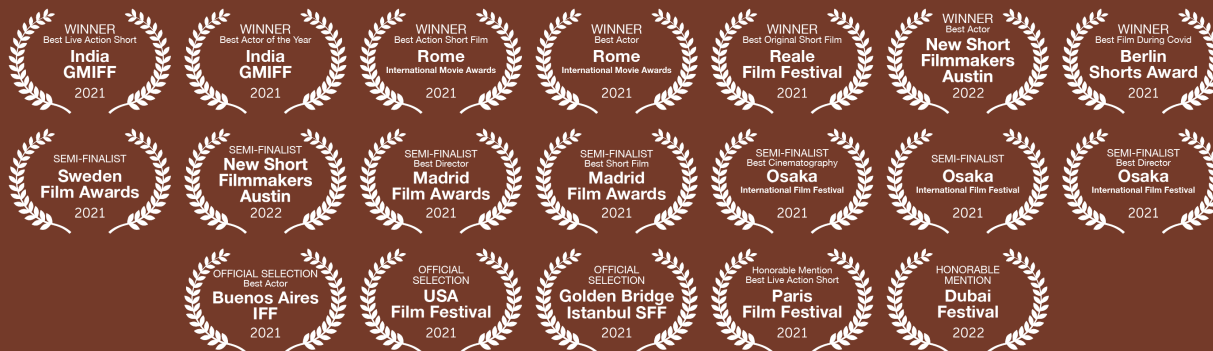 WINNER
Best Live Action Short
India
GMIFF
2021
WINNER
Best Actor of the Year
India
GMIFF
2021
WINNER
Best Action Short Film
Rome
International Movie Awards
2021
WINNER
Best Actor
Rome
International Movie Awards
2021
WINNER
Best Original Short Film
Reale
Film Festival
2021
WINNER
Best Actor
New Short
Filmmakers
Austin
2022
WINNER
Best Film During Covid
Berlin
Shorts Award
2021
SEMI-FINALIST
Sweden
Film Awards
2021
SEMI-FINALIST
New Short
Filmmakers
Austin
2022
SEMI-FINALIST
Best Director
Madrid
Film Awards
2021
SEMI-FINALIST
Best Short Film
Madrid
Film Awards
2021
SEMI-FINALIST
Best Cinematography
Osaka
International Film Festival
2021
SEMI-FINALIST
Osaka
International Film Festival
2021
SEMI-FINALIST
Best Director
Osaka
International Film Festival
2021
OFFICIAL SELECTION
Best Actor
Buenos Aires
IFF
2021
OFFICIAL
SELECTION
USA
Film Festival
2021
OFFICIAL
SELECTION
Golden Bridge
Istanbul SFF
2021
Honorable Mention
Best Live Action Short
Paris
Film Festival
2021
HONORABLE
MENTION
Dubai
Festival
2022